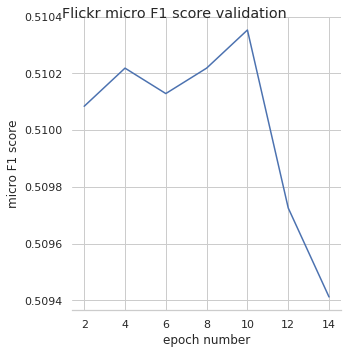 Flickr micro F1 score validation
0.5104
0.5102
0.5100
0.5098
0.5096
0.5094
micro F1 score
2 4 6 8 10 12 14
epoch number